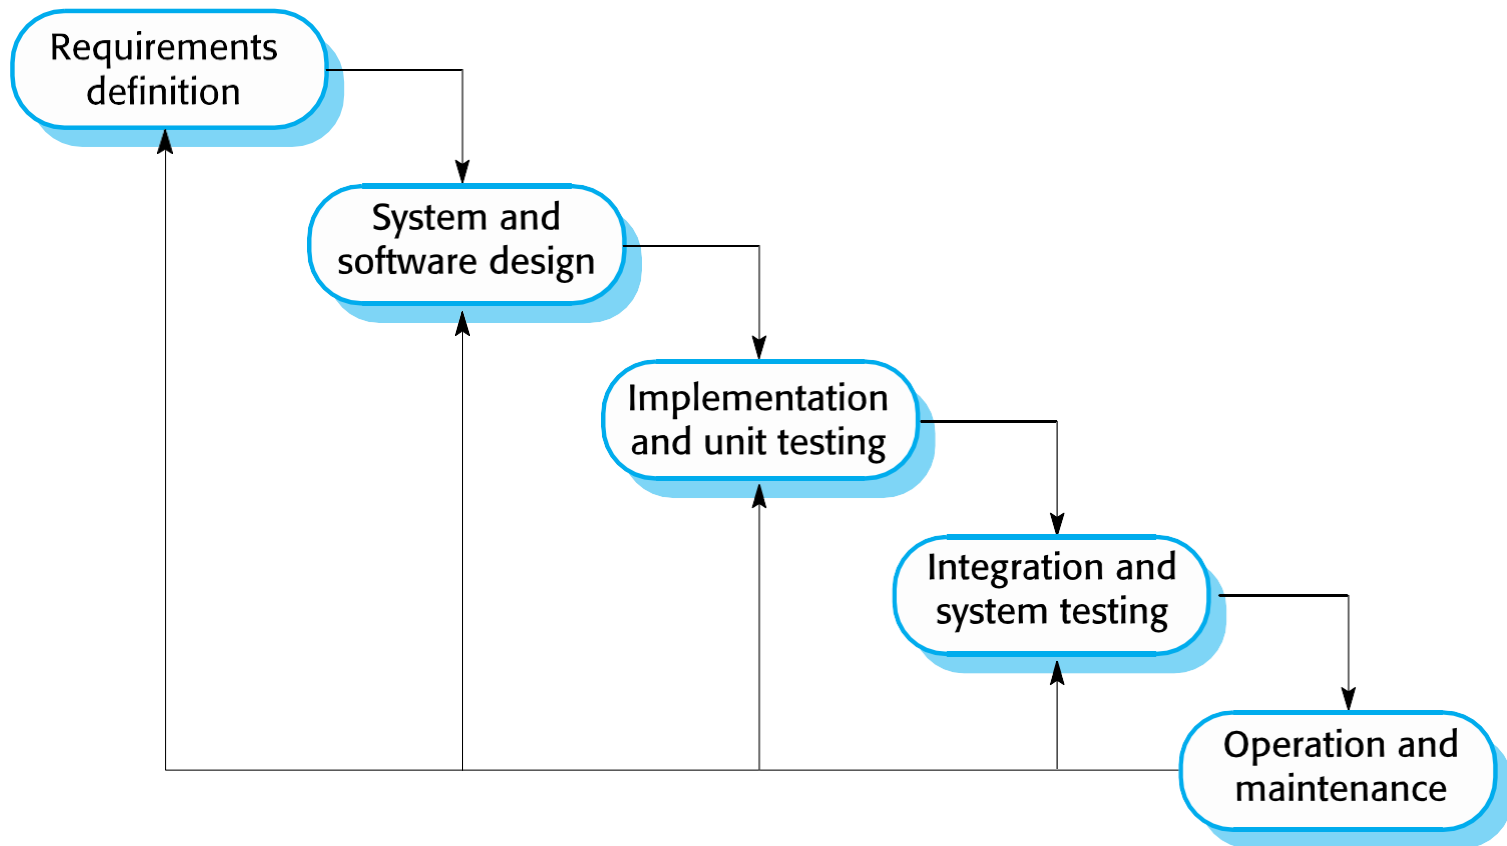 Requirements
definition
System and
software design
Implementation
and unit testing
Integration and
system testing
Operation and
maintenance